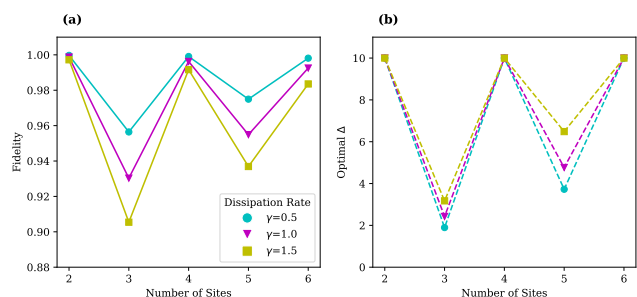 (a)
1.00
0.98
0.96
0.94
0.92
0.90
0.88
Fidelity
2 3 4 5 6
Number of Sites
Dissipation Rate
γ=0.5
γ=1.0
γ=1.5
(b)
10
8
6
4
2
0
Optimal Δ
2 3 4 5 6
Number of Sites